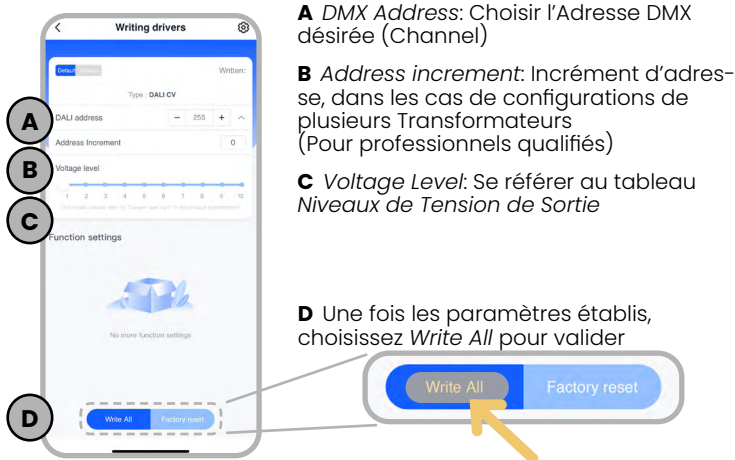 Writing drivers
Default
Written:
Type : DALI CV
A
DALI address
− 255 +
Address Increment
0
B
Voltage level
1 2 3 4 5 6 7 8 9 10
C
Function settings
No more function settings
D
Write All
Factory reset
A DMX Address: Choisir l’Adresse DMX
désirée (Channel)
B Address increment: Incrément d’adres-
se, dans les cas de configurations de
plusieurs Transformateurs
(Pour professionnels qualifiés)
C Voltage Level: Se référer au tableau
Niveaux de Tension de Sortie
D Une fois les paramètres établis,
choisissez Write All pour valider
Write All
Factory reset